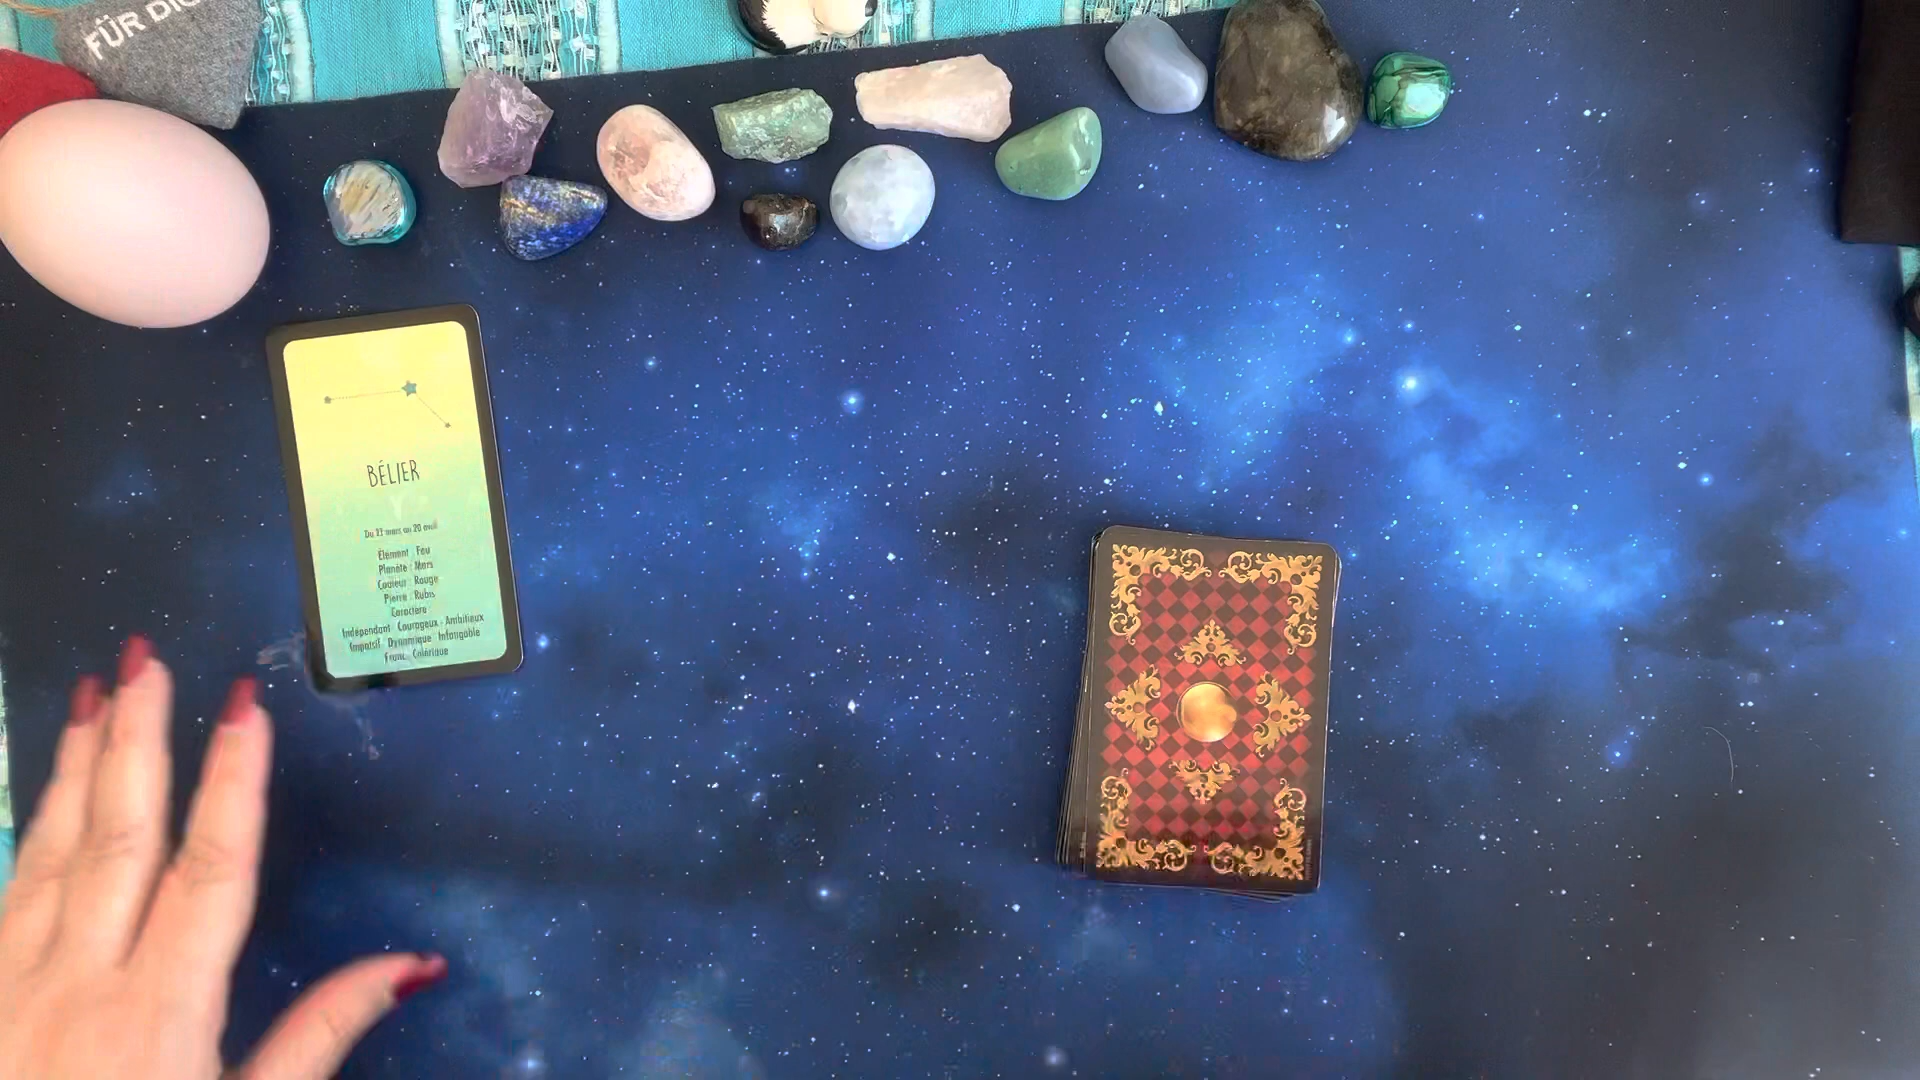 FÜR DIC
BÉLIER
Du 21 mars au 20 avril
Élément : Feu
Planète : Mars
Couleur : Rouge
Pierre : Rubis
Caractère :
Indépendant . Courageux . Ambitieux
Impulsif . Dynamique . Infatigable
Franc . Colérique